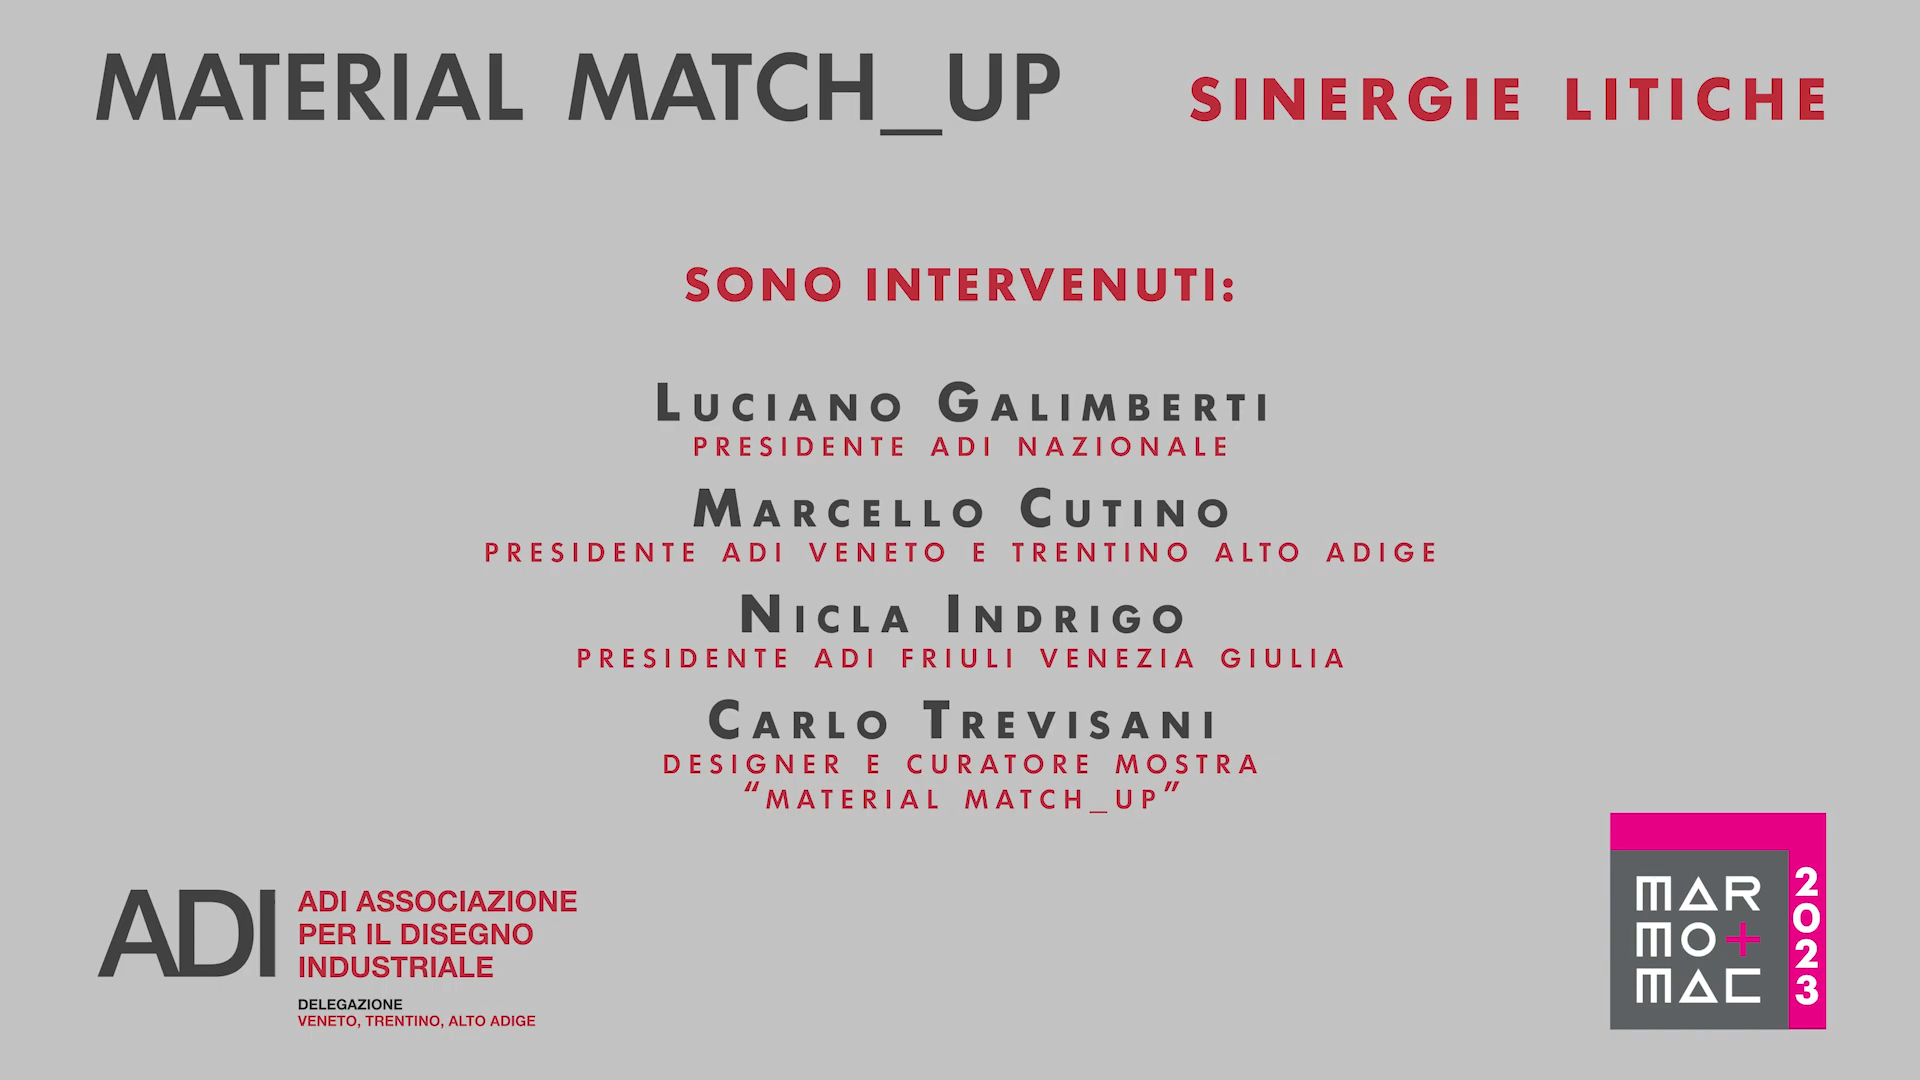 MATERIAL MATCH_UP SINERGIE LITICHE
SONO INTERVENUTI:
LUCIANO GALIMBERTI
PRESIDENTE ADI NAZIONALE
MARCELLO CUTINO
PRESIDENTE ADI VENETO E TRENTINO ALTO ADIGE
NICLA INDRIGO
PRESIDENTE ADI FRIULI VENEZIA GIULIA
CARLO TREVISANI
DESIGNER E CURATORE MOSTRA
“MATERIAL MATCH_UP”
ADI
ADI ASSOCIAZIONE
PER IL DISEGNO
INDUSTRIALE
DELEGAZIONE
VENETO, TRENTINO, ALTO ADIGE
MAR
MO+
MAC
2023